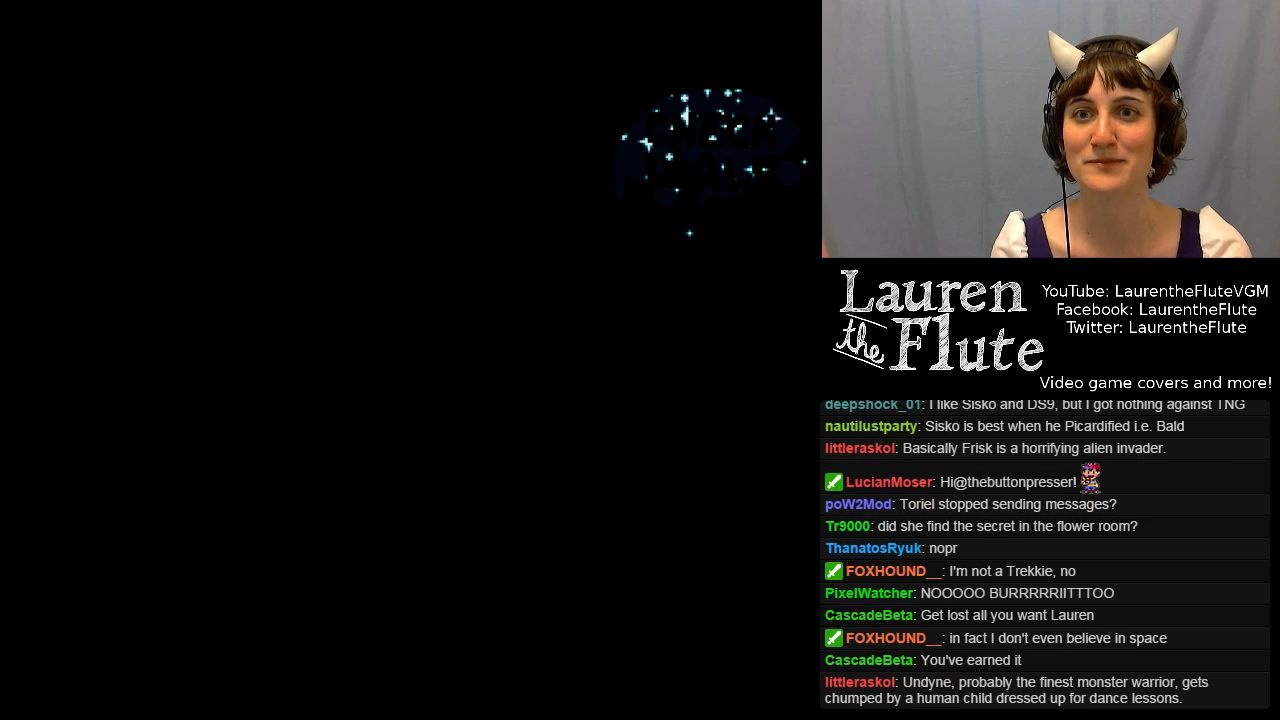 Lauren
the Flute
YouTube: LaurentheFluteVGM
Facebook: LaurentheFlute
Twitter: LaurentheFlute
Video game covers and more!
deepshock_01: I like Sisko and DS9, but I got nothing against TNG
nautilustparty: Sisko is best when he Picardified i.e. Bald
littleraskol: Basically Frisk is a horrifying alien invader.
LucianMoser: Hi@thebuttonpresser!
poW2Mod: Toriel stopped sending messages?
Tr9000: did she find the secret in the flower room?
ThanatosRyuk: nopr
FOXHOUND__: I'm not a Trekkie, no
PixelWatcher: NOOOOO BURRRRRIITTTOO
CascadeBeta: Get lost all you want Lauren
FOXHOUND__: in fact I don't even believe in space
CascadeBeta: You've earned it
littleraskol: Undyne, probably the finest monster warrior, gets
chumped by a human child dressed up for dance lessons.